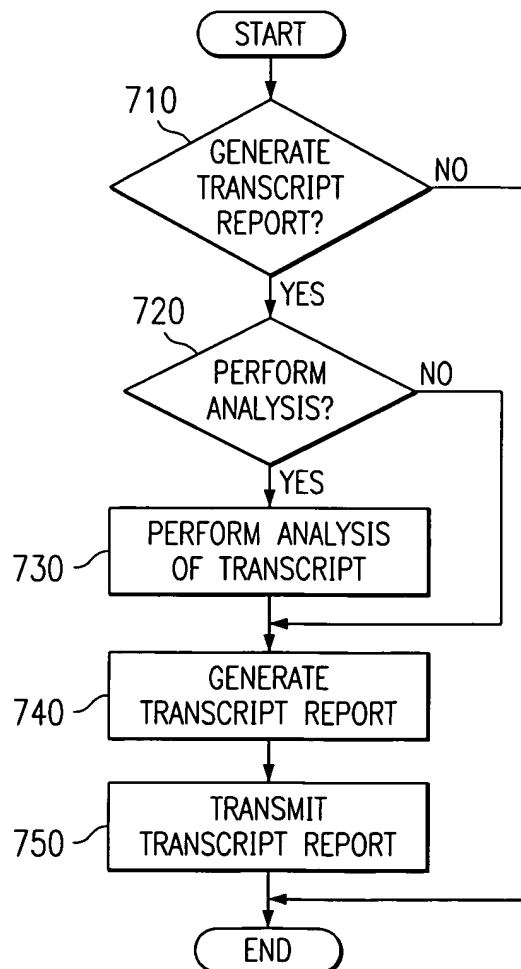 START
710
GENERATE
TRANSCRIPT
REPORT?
NO
YES
720
PERFORM
ANALYSIS?
NO
YES
730
PERFORM ANALYSIS
OF TRANSCRIPT
740
GENERATE
TRANSCRIPT REPORT
750
TRANSMIT
TRANSCRIPT REPORT
END